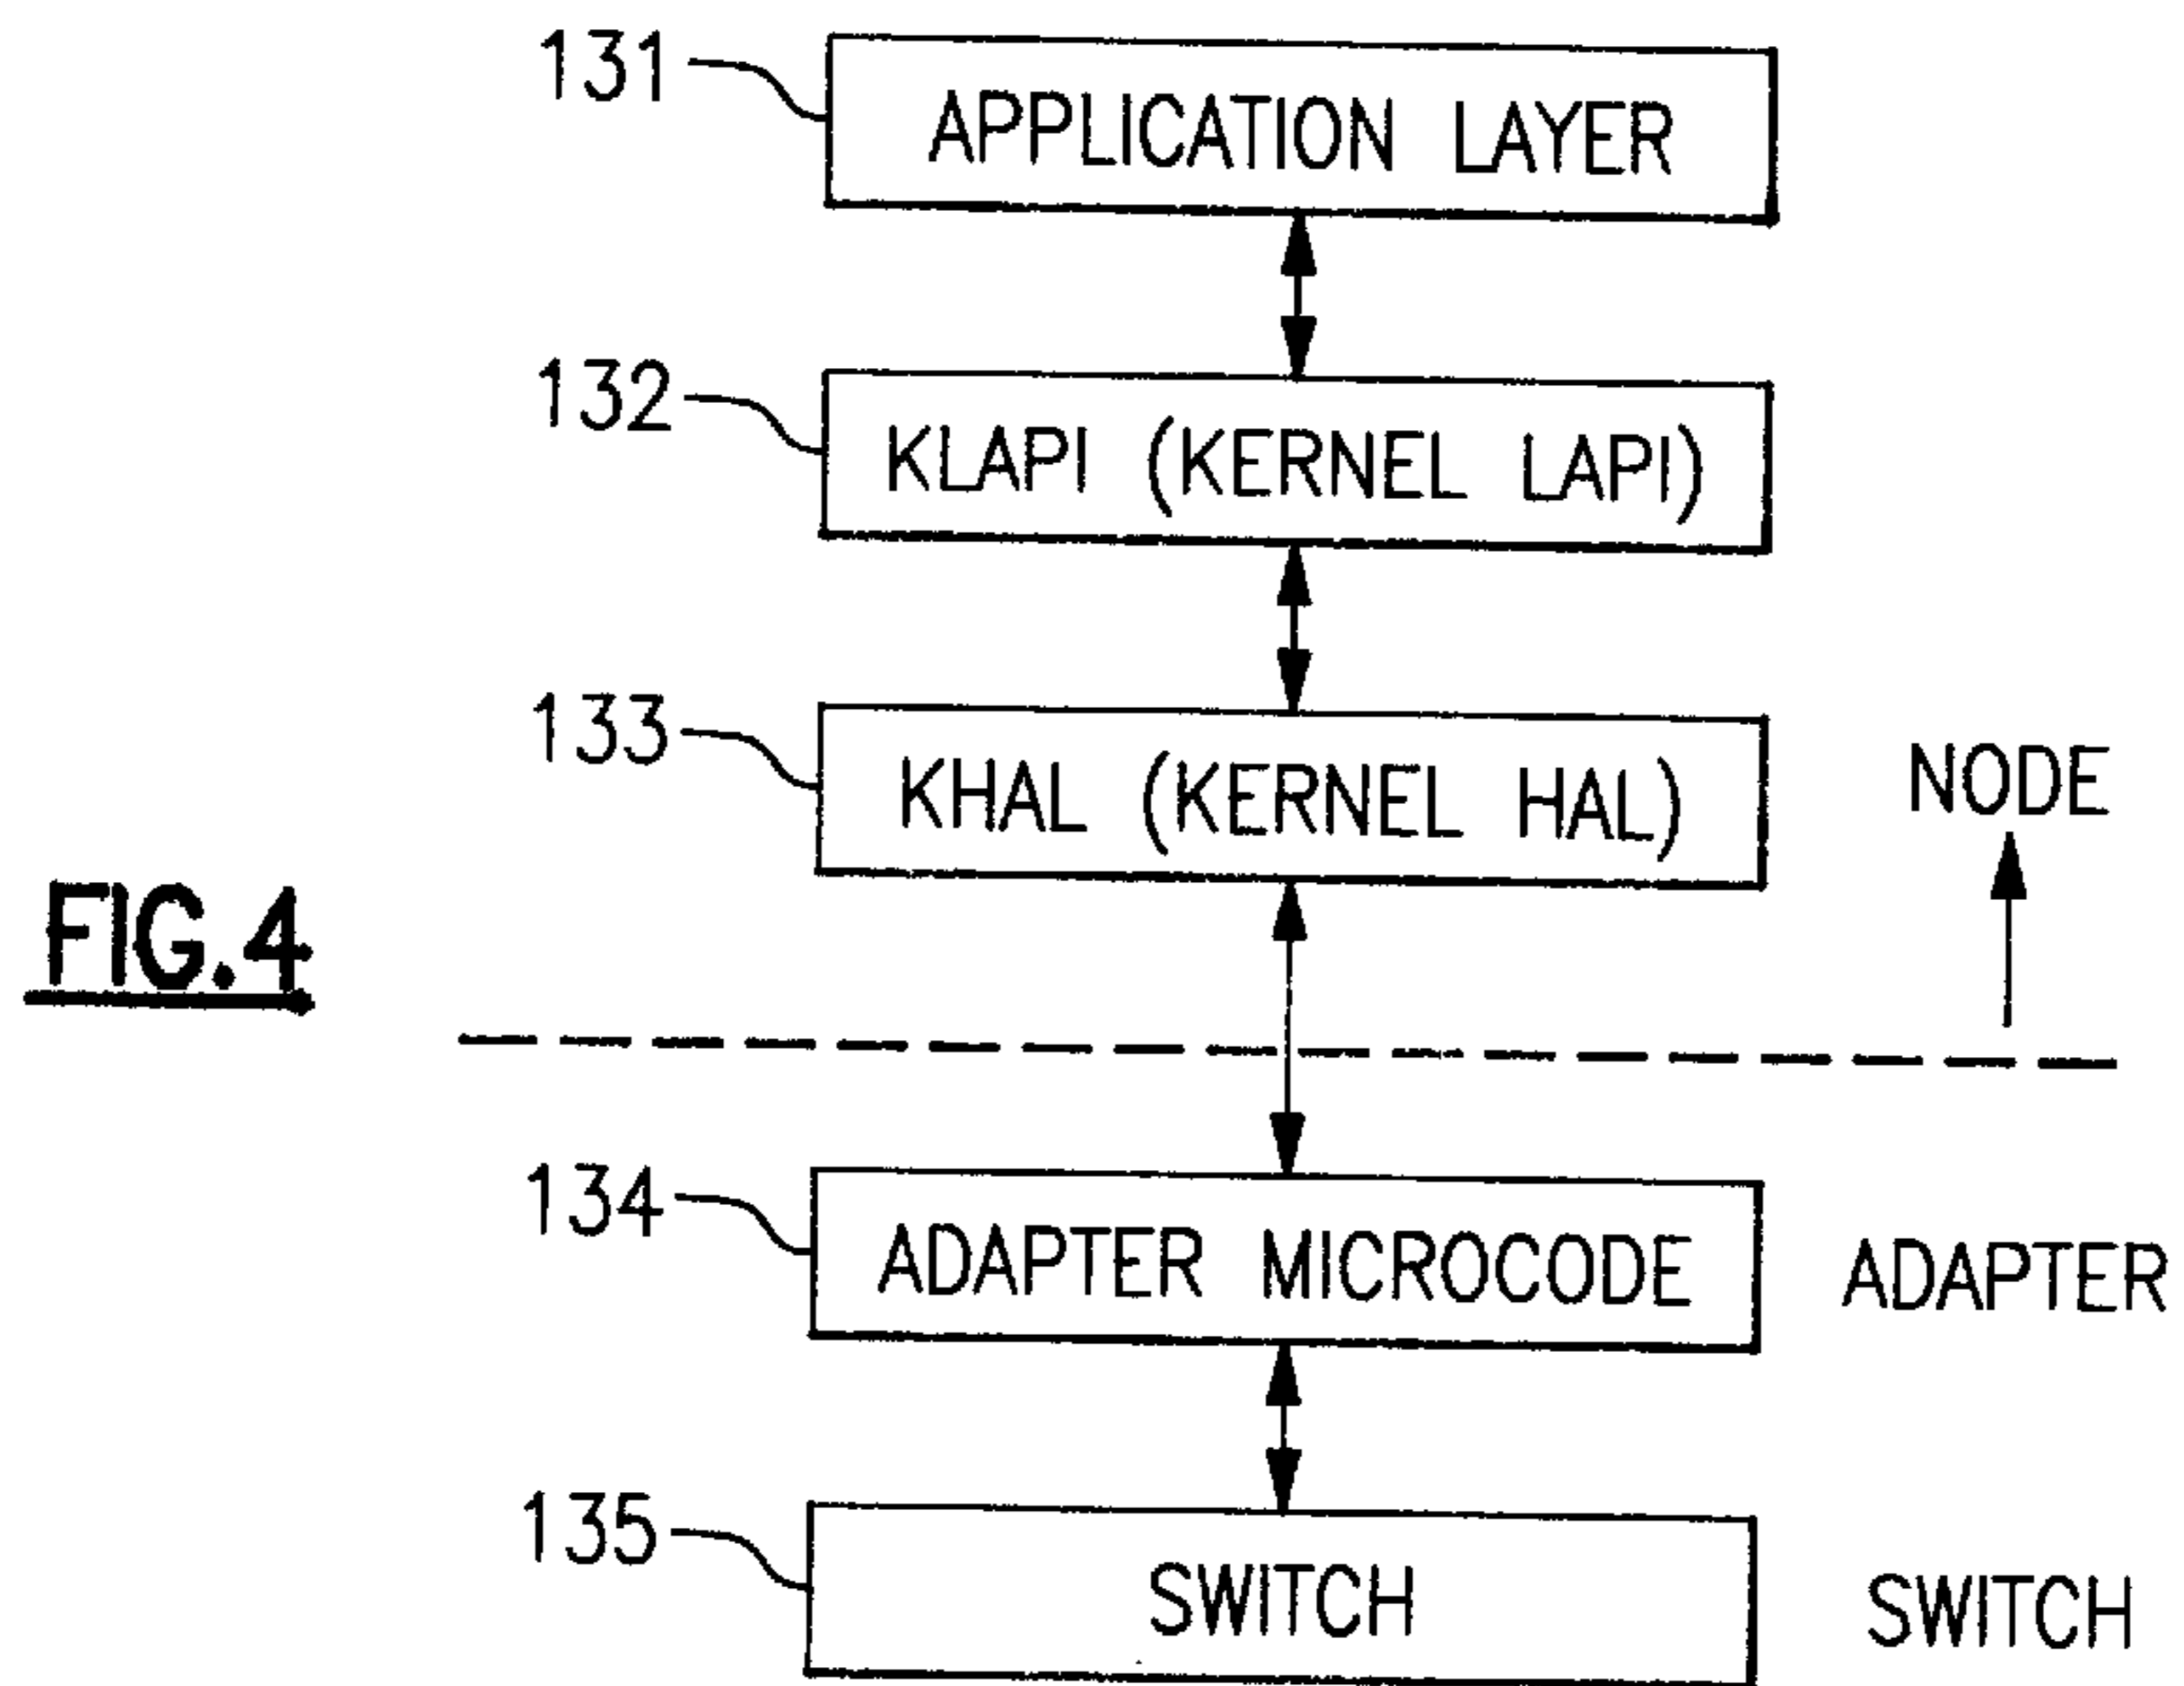 131
APPLICATION LAYER
132
KLAPI (KERNEL LAPI)
133
KHAL (KERNEL HAL)
NODE
FIG.4
134
ADAPTER MICROCODE
ADAPTER
135
SWITCH
SWITCH